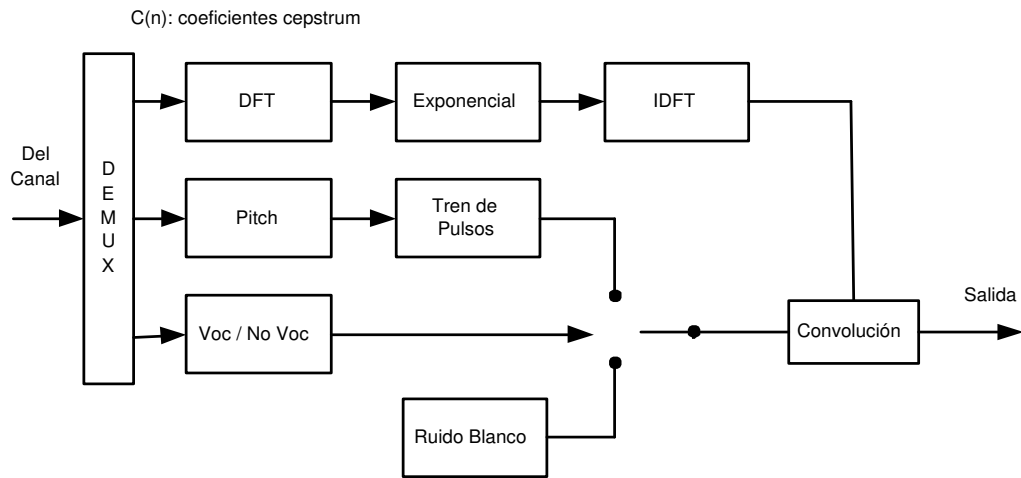 C(n): coeficientes cepstrum
DFT
Exponencial
IDFT
Del
Canal
D
E
M
U
X
Pitch
Tren de
Pulsos
Voc / No Voc
Convolución
Salida
Ruido Blanco